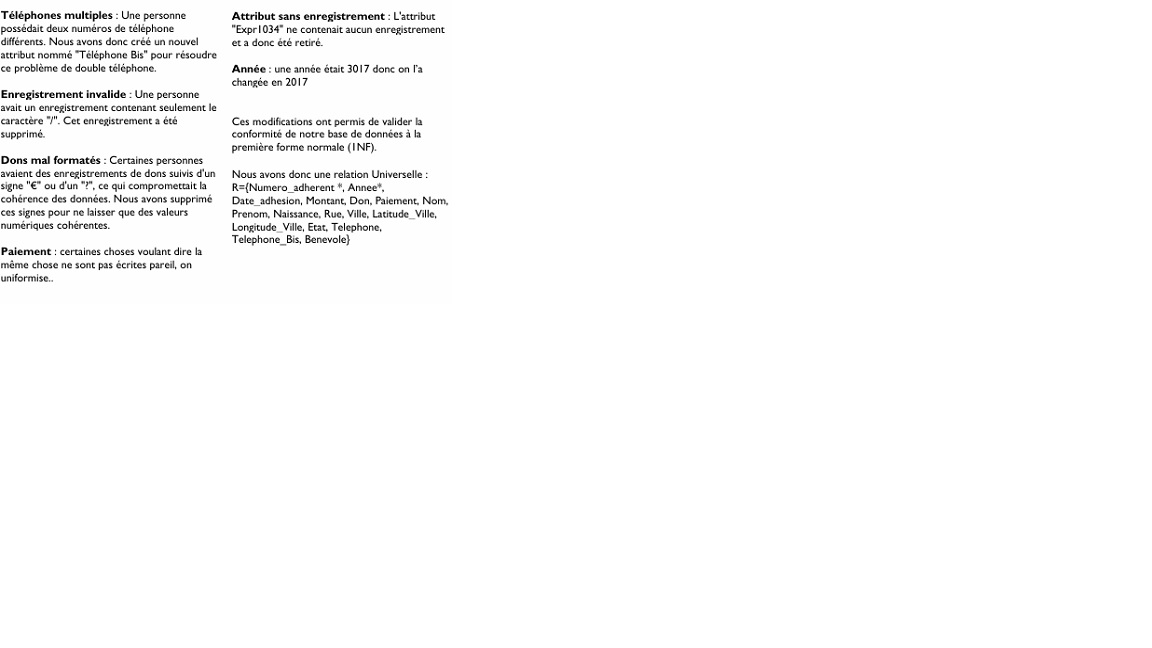 Téléphones multiples : Une personne
possédait deux numéros de téléphone
différents. Nous avons donc créé un nouvel
attribut nommé "Téléphone Bis" pour résoudre
ce problème de double téléphone.
Enregistrement invalide : Une personne
avait un enregistrement contenant seulement le
caractère "/". Cet enregistrement a été
supprimé.
Dons mal formatés : Certaines personnes
avaient des enregistrements de dons suivis d'un
signe "€" ou d'un "?", ce qui compromettait la
cohérence des données. Nous avons supprimé
ces signes pour ne laisser que des valeurs
numériques cohérentes.
Paiement : certaines choses voulant dire la
même chose ne sont pas écrites pareil, on
uniformise..
Attribut sans enregistrement : L'attribut
"Expr1034" ne contenait aucun enregistrement
et a donc été retiré.
Année : une année était 3017 donc on l'a
changée en 2017
Ces modifications ont permis de valider la
conformité de notre base de données à la
première forme normale (1NF).
Nous avons donc une relation Universelle :
R={Numero_adherent *, Annee*,
Date_adhesion, Montant, Don, Paiement, Nom,
Prenom, Naissance, Rue, Ville, Latitude_Ville,
Longitude_Ville, Etat, Telephone,
Telephone_Bis, Benevole}